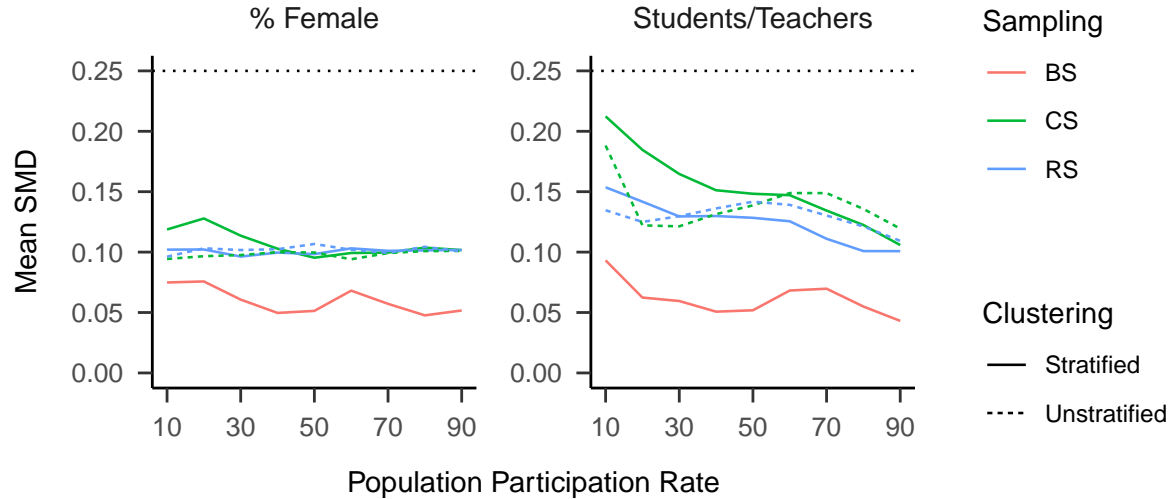 % Female
Students/Teachers
Mean SMD
0.25
0.20
0.15
0.10
0.05
0.00
10 30 50 70 90
0.25
0.20
0.15
0.10
0.05
0.00
10 30 50 70 90
Population Participation Rate
Sampling
BS
CS
RS
Clustering
Stratified
Unstratified